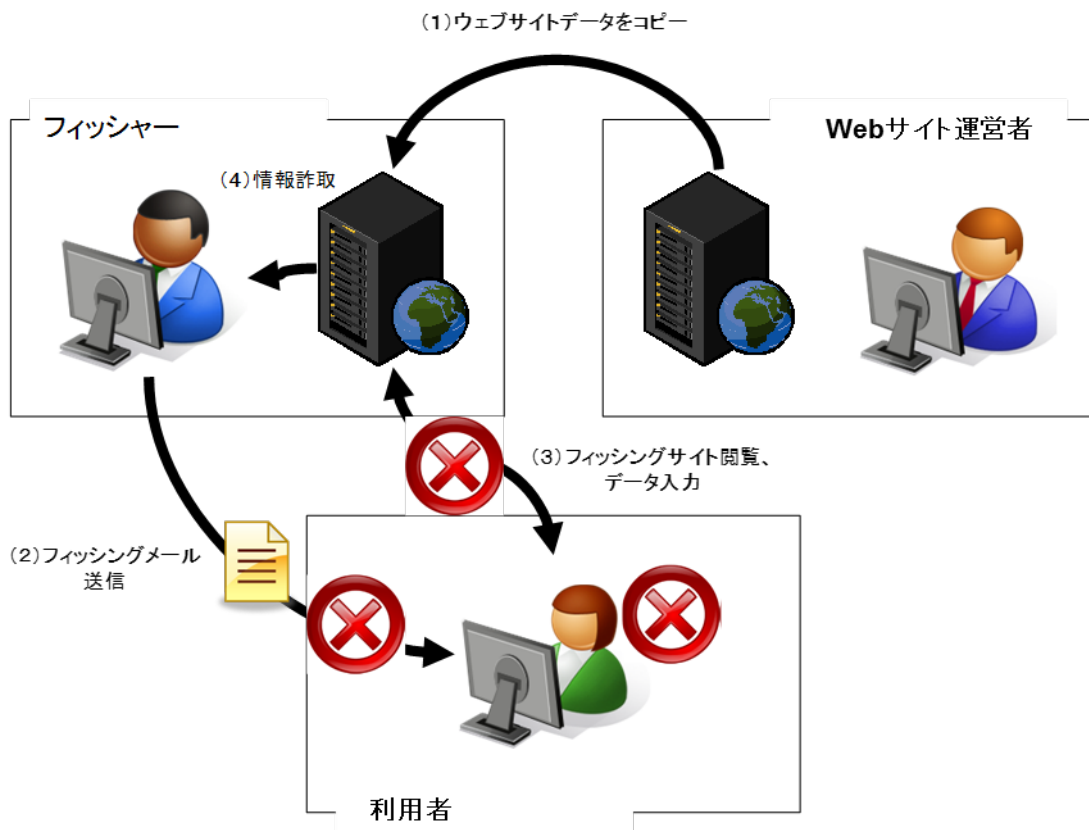 （１）ウェブサイトデータをコピー
フィッシャー
Webサイト運営者
（４）情報詐取
（３）フィッシングサイト閲覧、
データ入力
（２）フィッシングメール
送信
利用者